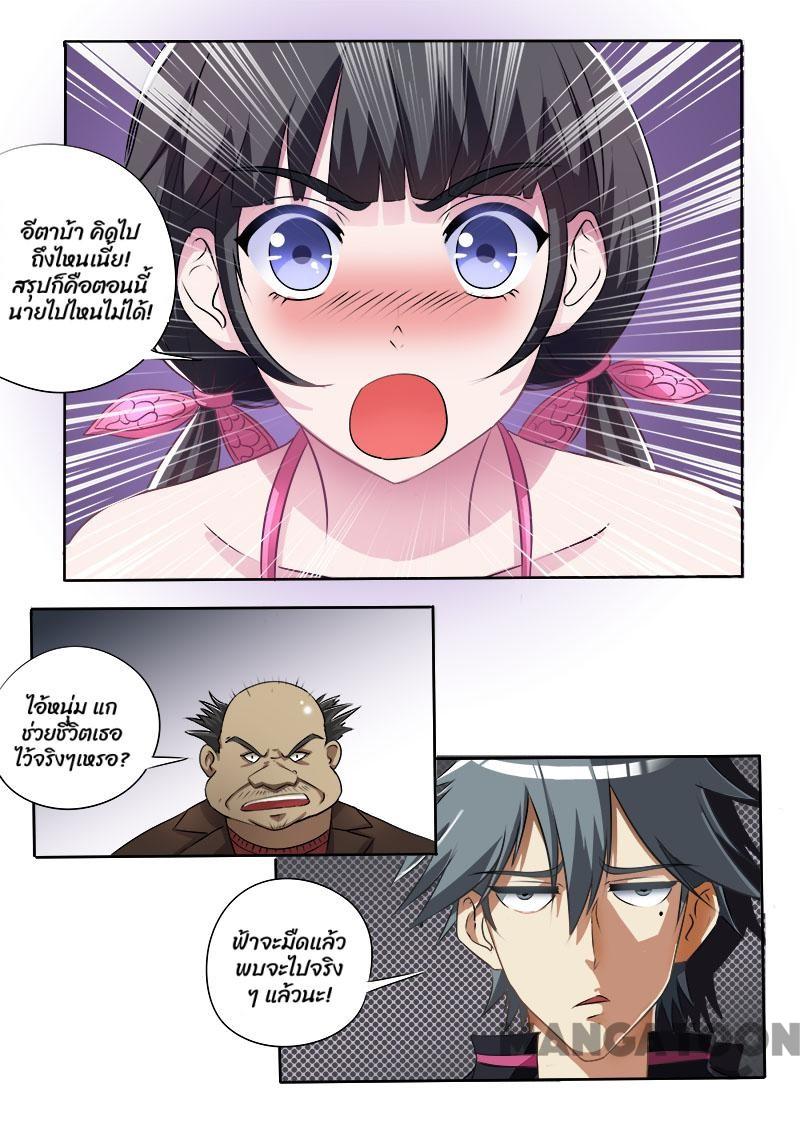 อีตาบ้า คิดไป
ถึงไหนเนี่ย!
สรุปก็คือตอนนี้
นายไปไหนไม่ได้!
ไอ้หนุ่ม แก
ช่วยชีวิตเธอ
ไว้จริงๆเหรอ?
ฟ้าจะมืดแล้ว
พบจะไปจริง
ๆ แล้วนะ!
MANGATOON